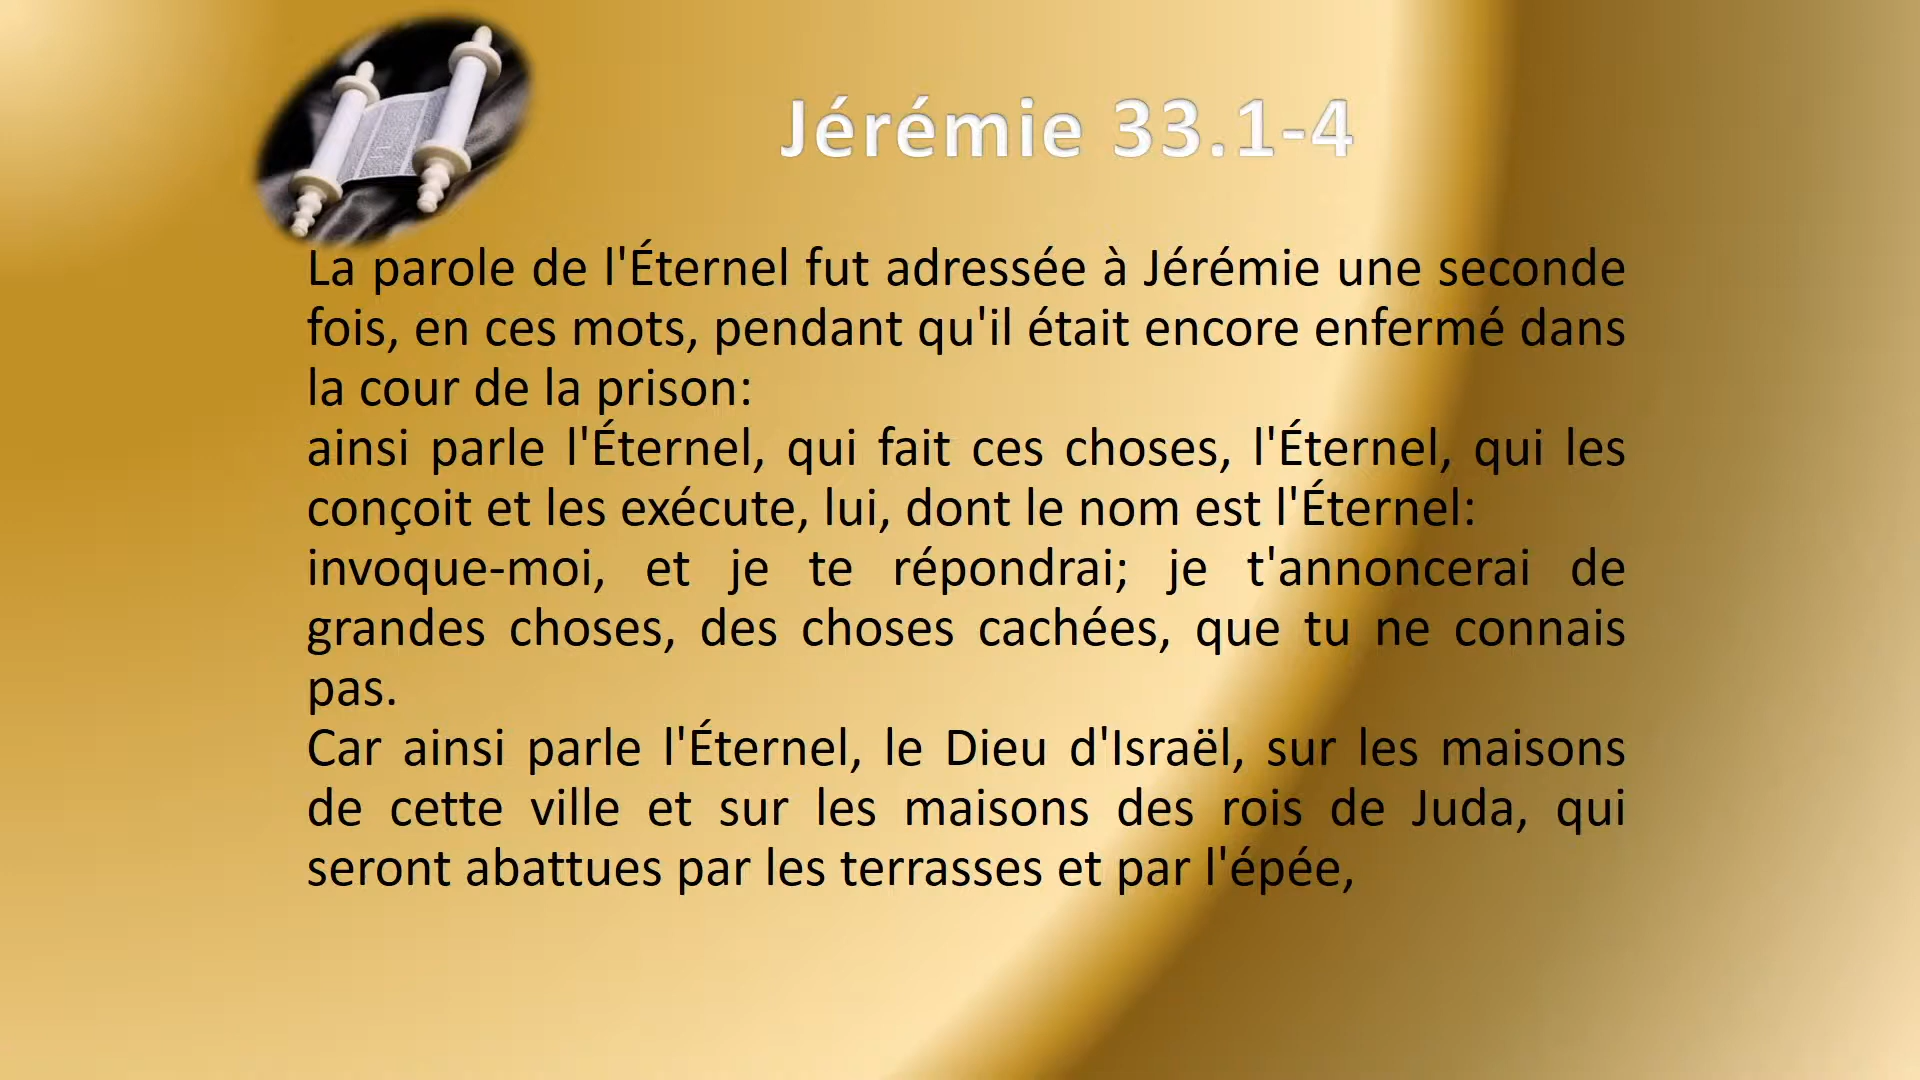 Jérémie 33.1-4
La parole de l'Éternel fut adressée à Jérémie une seconde
fois, en ces mots, pendant qu'il était encore enfermé dans
la cour de la prison:
ainsi parle l'Éternel, qui fait ces choses, l'Éternel, qui les
conçoit et les exécute, lui, dont le nom est l'Éternel:
invoque-moi, et je te répondrai; je t'annoncerai de
grandes choses, des choses cachées, que tu ne connais
pas.
Car ainsi parle l'Éternel, le Dieu d'Israël, sur les maisons
de cette ville et sur les maisons des rois de Juda, qui
seront abattues par les terrasses et par l'épée,